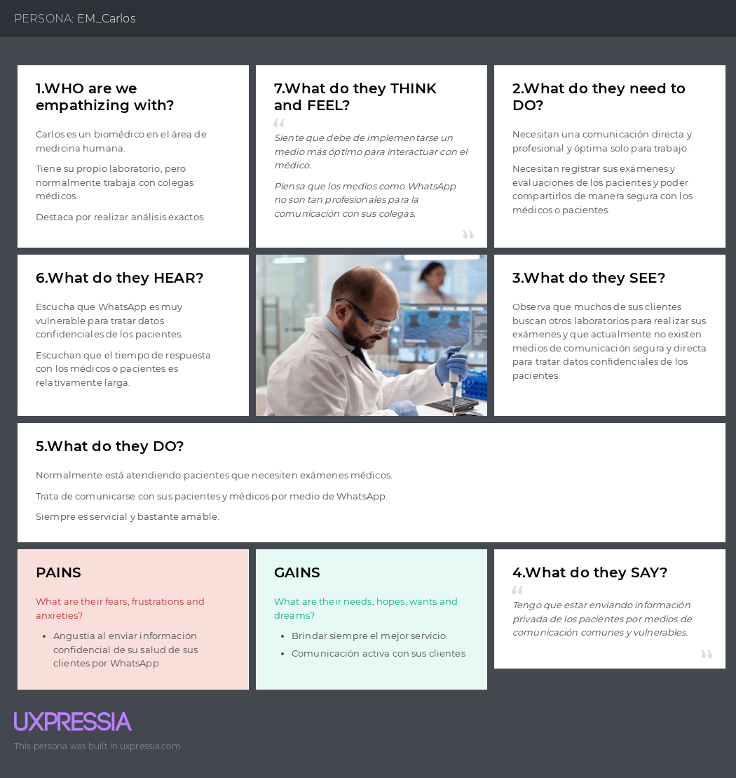 PERSONA: EM_Carlos
1.WHO are we
empathizing with?
Carlos es un biomédico en el área de
medicina humana.
Tiene su propio laboratorio, pero
normalmente trabaja con colegas
médicos.
Destaca por realizar análisis exactos.
7.What do they THINK
and FEEL?
“
Siente que debe de implementarse un
medio más óptimo para interactuar con el
médico.
Piensa que los medios como WhatsApp
no son tan profesionales para la
comunicación con sus colegas.
”
2.What do they need to
DO?
Necesitan una comunicación directa y
profesional y óptima solo para trabajo.
Necesitan registrar sus exámenes y
evaluaciones de los pacientes y poder
compartirlos de manera segura con los
médicos o pacientes.
6.What do they HEAR?
Escucha que WhatsApp es muy
vulnerable para tratar datos
confidenciales de los pacientes.
Escuchan que el tiempo de respuesta
con los médicos o pacientes es
relativamente larga.
3.What do they SEE?
Observa que muchos de sus clientes
buscan otros laboratorios para realizar sus
exámenes y que actualmente no existen
medios de comunicación segura y directa
para tratar datos confidenciales de los
pacientes.
5.What do they DO?
Normalmente está atendiendo pacientes que necesiten exámenes médicos.
Trata de comunicarse con sus pacientes y médicos por medio de WhatsApp.
Siempre es servicial y bastante amable.
PAINS
What are their fears, frustrations and
anxieties?
• Angustia al enviar información
confidencial de su salud de sus
clientes por WhatsApp.
GAINS
What are their needs, hopes, wants and
dreams?
• Brindar siempre el mejor servicio.
• Comunicación activa con sus clientes
4.What do they SAY?
“
Tengo que estar enviando información
privada de los pacientes por medios de
comunicación comunes y vulnerables.
”
UXPRESSIA
This persona was built in uxpressia.com